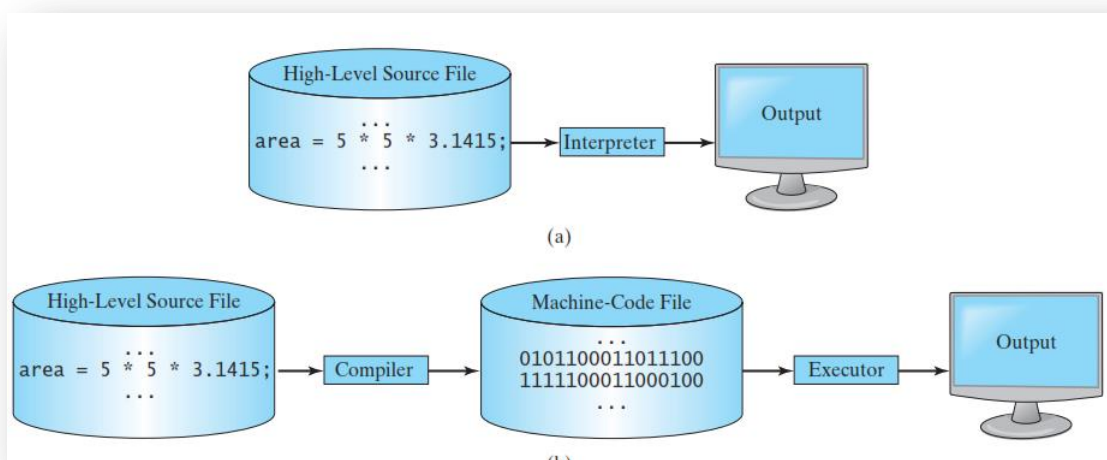 High-Level Source File
...
area = 5 * 5 * 3.1415;
...
Interpreter
Output
(a)
High-Level Source File
...
area = 5 * 5 * 3.1415;
...
Compiler
Machine-Code File
...
0101100011011100
1111100011000100
...
Executor
Output